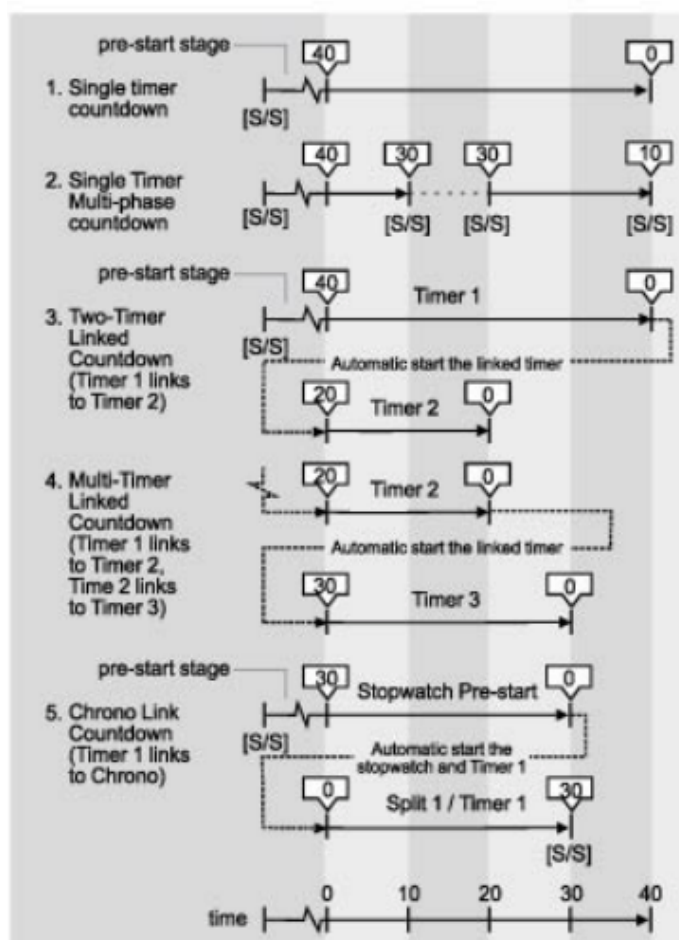 pre-start stage
40 0
1. Single timer
countdown
[S/S]
40 30 30 10
2. Single Timer
Multi-phase
countdown
[S/S] [S/S] [S/S] [S/S]
pre-start stage
40 Timer 1 0
3. Two-Timer
Linked
Countdown
(Timer 1 links
to Timer 2)
[S/S]
Automatic start the linked timer
20 Timer 2 0
4. Multi-Timer
Linked
Countdown
(Timer 1 links
to Timer 2,
Time 2 links
to Timer 3)
20 Timer 2 0
Automatic start the linked timer
30 Timer 3 0
pre-start stage
30 Stopwatch Pre-start 0
5. Chrono Link
Countdown
(Timer 1 links
to Chrono)
[S/S]
Automatic start the
stopwatch and Timer 1
0 Split 1 / Timer 1 30
[S/S]
0 10 20 30 40
time